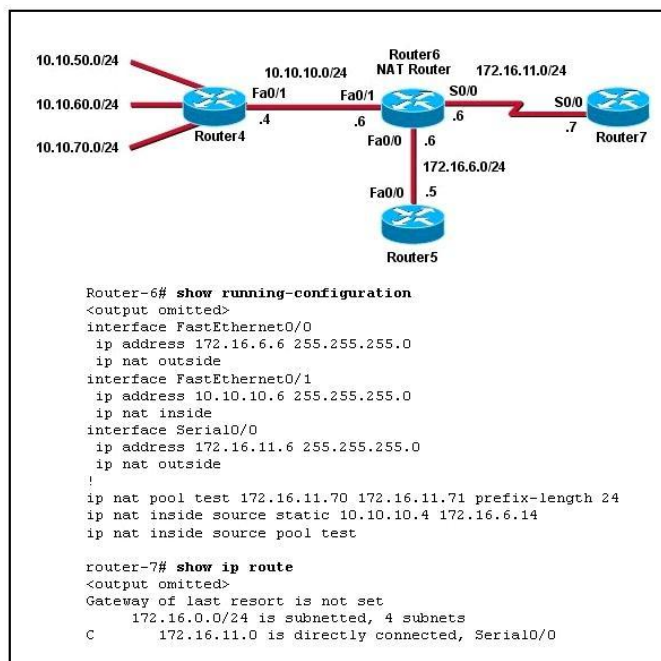 10.10.50.0/24
10.10.60.0/24
10.10.70.0/24
Router4
10.10.10.0/24
Fa0/1
.4
Fa0/1
.6
Router6
NAT Router
S0/0
.6
172.16.11.0/24
S0/0
.7
Router7
Fa0/0
.6
172.16.6.0/24
Fa0/0
.5
Router5
Router-6# show running-configuration
<output omitted>
interface FastEthernet0/0
ip address 172.16.6.6 255.255.255.0
ip nat outside
interface FastEthernet0/1
ip address 10.10.10.6 255.255.255.0
ip nat inside
interface Serial0/0
ip address 172.16.11.6 255.255.255.0
ip nat outside
!
ip nat pool test 172.16.11.70 172.16.11.71 prefix-length 24
ip nat inside source static 10.10.10.4 172.16.6.14
ip nat inside source pool test
router-7# show ip route
<output omitted>
Gateway of last resort is not set
172.16.0.0/24 is subnetted, 4 subnets
C 172.16.11.0 is directly connected, Serial0/0